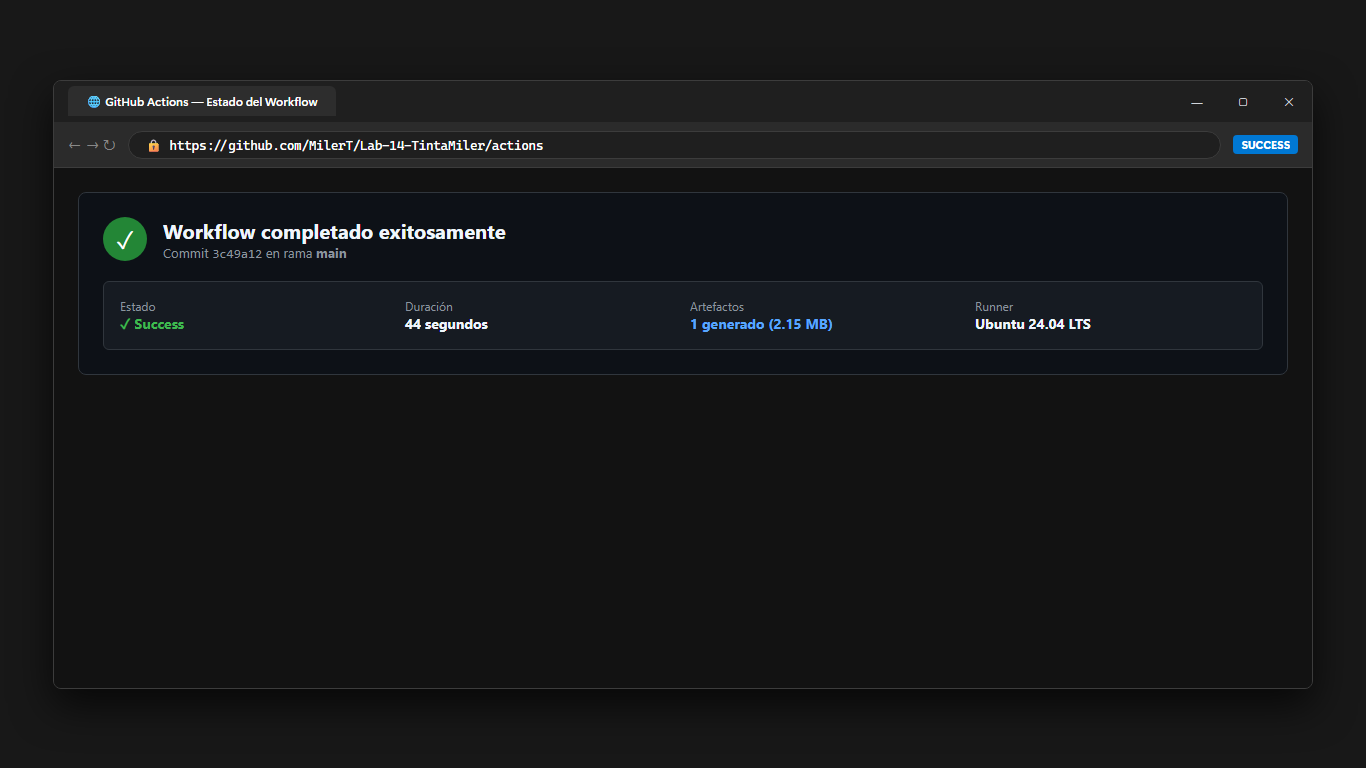 GitHub Actions — Estado del Workflow
https://github.com/MilerT/Lab-14-TintaMiler/actions
SUCCESS
Workflow completado exitosamente
Commit 3c49a12 en rama main
Estado
✓ Success
Duración
44 segundos
Artefactos
1 generado (2.15 MB)
Runner
Ubuntu 24.04 LTS